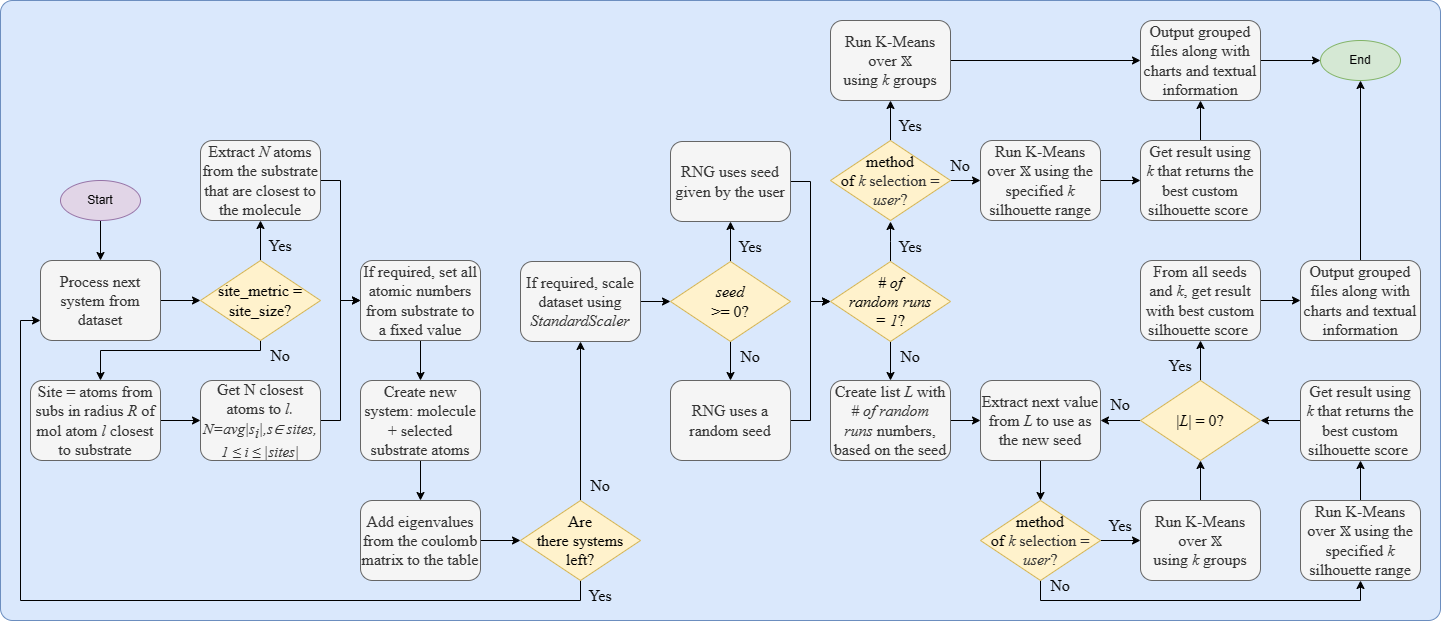 Start
Process next
system from
dataset
Extract N atoms
from the substrate
that are closest to
the molecule
Yes
site_metric =
site_size?
No
Site = atoms from
subs in radius R of
mol atom l closest
to substrate
Get N closest
atoms to l.
N=avg|sᵢ|,s∈sites,
1 ≤ i ≤ |sites|
If required, set all
atomic numbers
from substrate to
a fixed value
Create new
system: molecule
+ selected
substrate atoms
Add eigenvalues
from the coulomb
matrix to the table
Are
there systems
left?
Yes
No
If required, scale
dataset using
StandardScaler
seed
>= 0?
Yes
RNG uses seed
given by the user
No
RNG uses a
random seed
# of
random runs
= 1?
Yes
method
of k selection =
user?
Yes
Run K-Means
over 𝕏
using k groups
No
Run K-Means
over 𝕏 using the
specified k
silhouette range
Get result using
k that returns the
best custom
silhouette score
Output grouped
files along with
charts and textual
information
End
No
Create list L with
# of random
runs numbers,
based on the seed
Extract next value
from L to use as
the new seed
method
of k selection =
user?
Yes
Run K-Means
over 𝕏
using k groups
No
Run K-Means
over 𝕏 using the
specified k
silhouette range
Get result using
k that returns the
best custom
silhouette score
|L| = 0?
No
Yes
From all seeds
and k, get result
with best custom
silhouette score
Output grouped
files along with
charts and textual
information